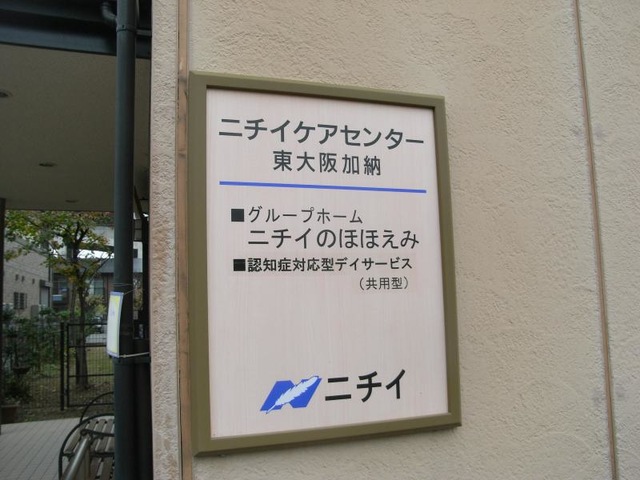 ニチイケアセンター
東大阪加納
■グループホーム
ニチイのほほえみ
■認知症対応型デイサービス
（共用型）
ニチイ